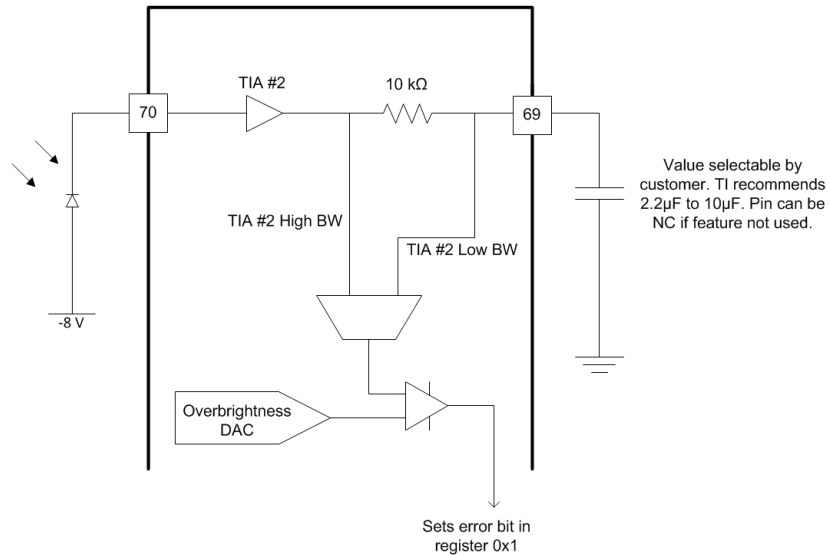 TIA #2
10 kΩ
70
69
Value selectable by
customer. TI recommends
2.2µF to 10µF. Pin can be
NC if feature not used.
TIA #2 High BW
TIA #2 Low BW
-8 V
Overbrightness
DAC
Sets error bit in
register 0x1